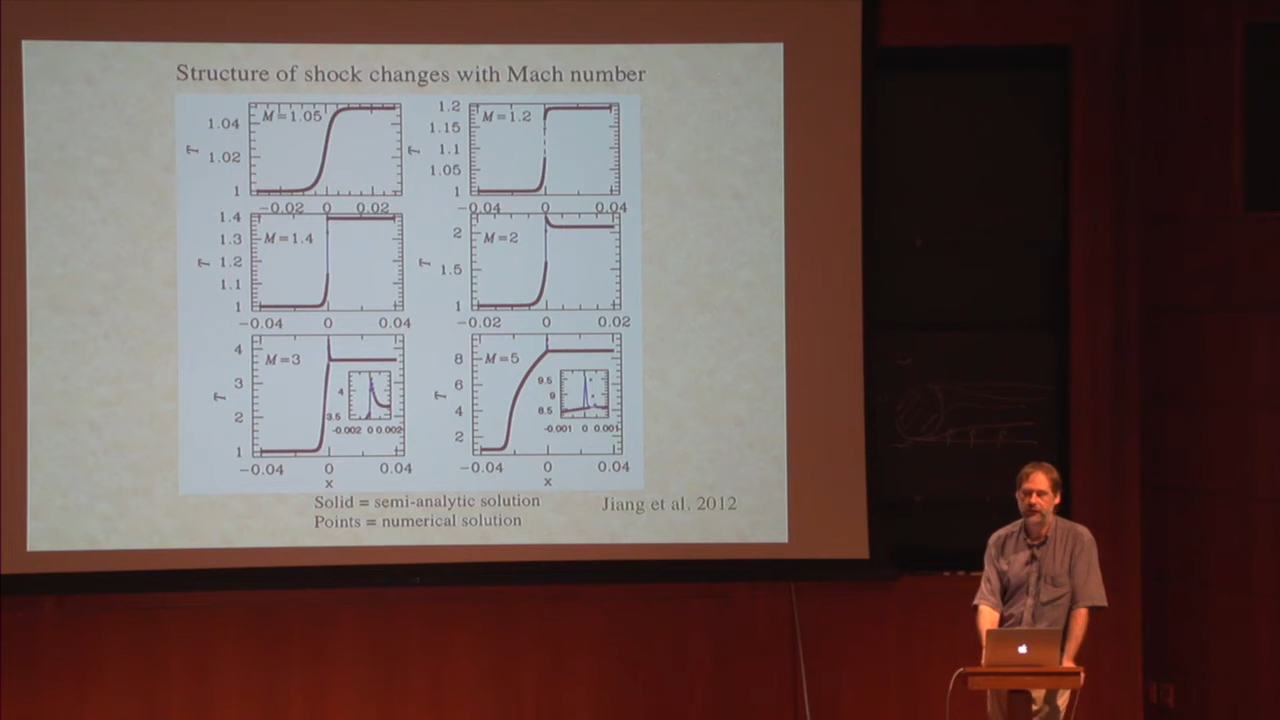 Structure of shock changes with Mach number
M=1.05
T
1.04
1.02
1
−0.02 0 0.02
M=1.2
T
1.2
1.15
1.1
1.05
1
−0.04 0 0.04
M=1.4
T
1.4
1.3
1.2
1.1
1
−0.04 0 0.04
M=2
T
2
1.5
1
−0.02 0 0.02
M=3
T
4
3
2
1
4
3.5
-0.002 0 0.002
−0.04 0 0.04
x
M=5
T
8
6
4
2
9.5
9
8.5
-0.001 0 0.001
−0.04 0 0.04
x
Solid = semi-analytic solution
Points = numerical solution
Jiang et al, 2012